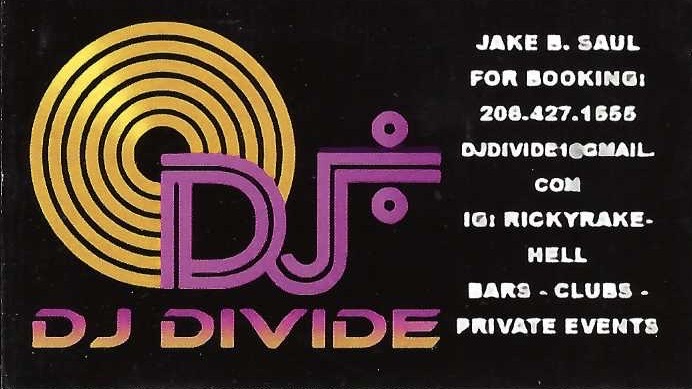 DJ
DJ DIVIDE
JAKE B. SAUL
FOR BOOKING:
206.427.1555
DJDIVIDE1@GMAIL.
COM
IG: RICKYRAKE-
HELL
BARS - CLUBS -
PRIVATE EVENTS